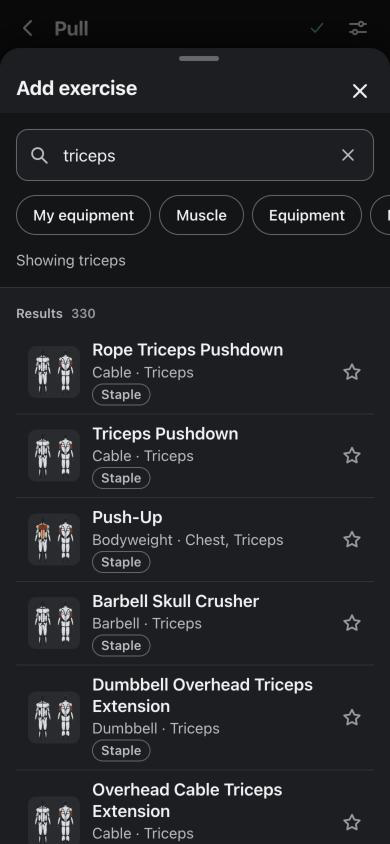 Pull
Add exercise
triceps
My equipment
Muscle
Equipment
Showing triceps
Results 330
Rope Triceps Pushdown
Cable · Triceps
Staple
Triceps Pushdown
Cable · Triceps
Staple
Push-Up
Bodyweight · Chest, Triceps
Staple
Barbell Skull Crusher
Barbell · Triceps
Staple
Dumbbell Overhead Triceps
Extension
Dumbbell · Triceps
Staple
Overhead Cable Triceps
Extension
Cable · Triceps